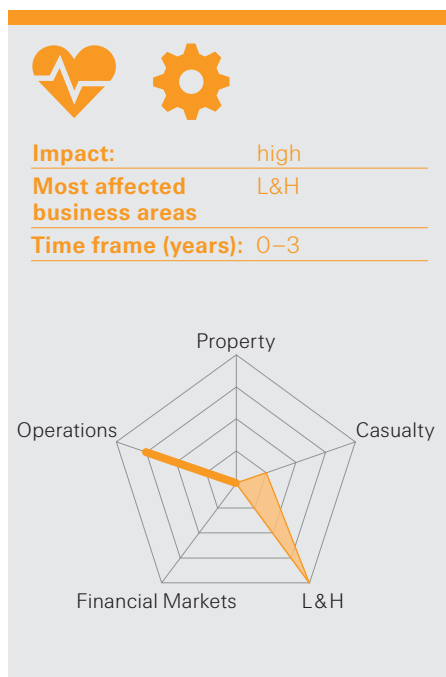 Impact: high
Most affected L&H
business areas
Time frame (years): 0–3
Property
Operations Casualty
Financial Markets L&H